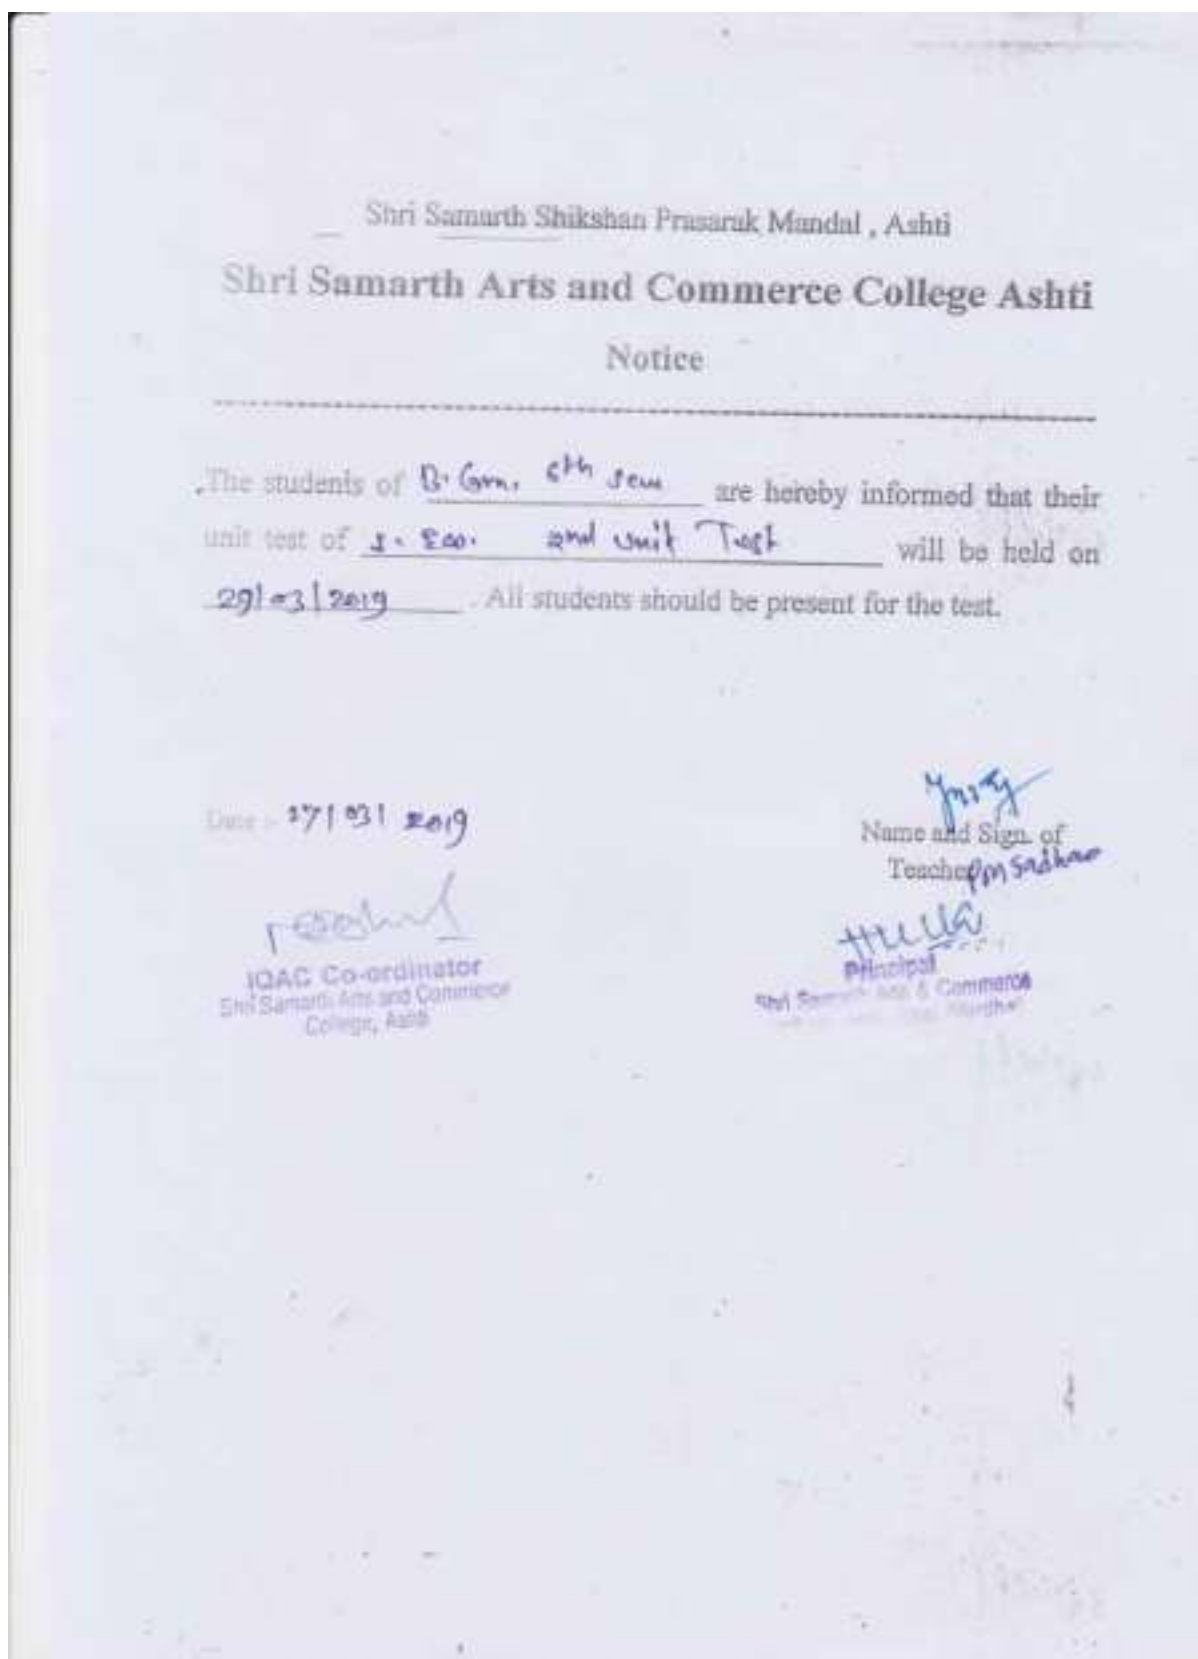 Shri Samarth Shikshan Prasarak Mandal , Ashti
Shri Samarth Arts and Commerce College Ashti
Notice
The students of B. Com. 6th sem are hereby informed that their
unit test of I. Eco. 2nd Unit Test will be held on
29/03/2019 . All students should be present for the test.
Date :- 27/03/2019
Name and Sign. of
Teacher PM Sadhao
IQAC Co-ordinator
Shri Samarth Arts and Commerce
College, Ashti
Principal
Shri Samarth Arts & Commerce